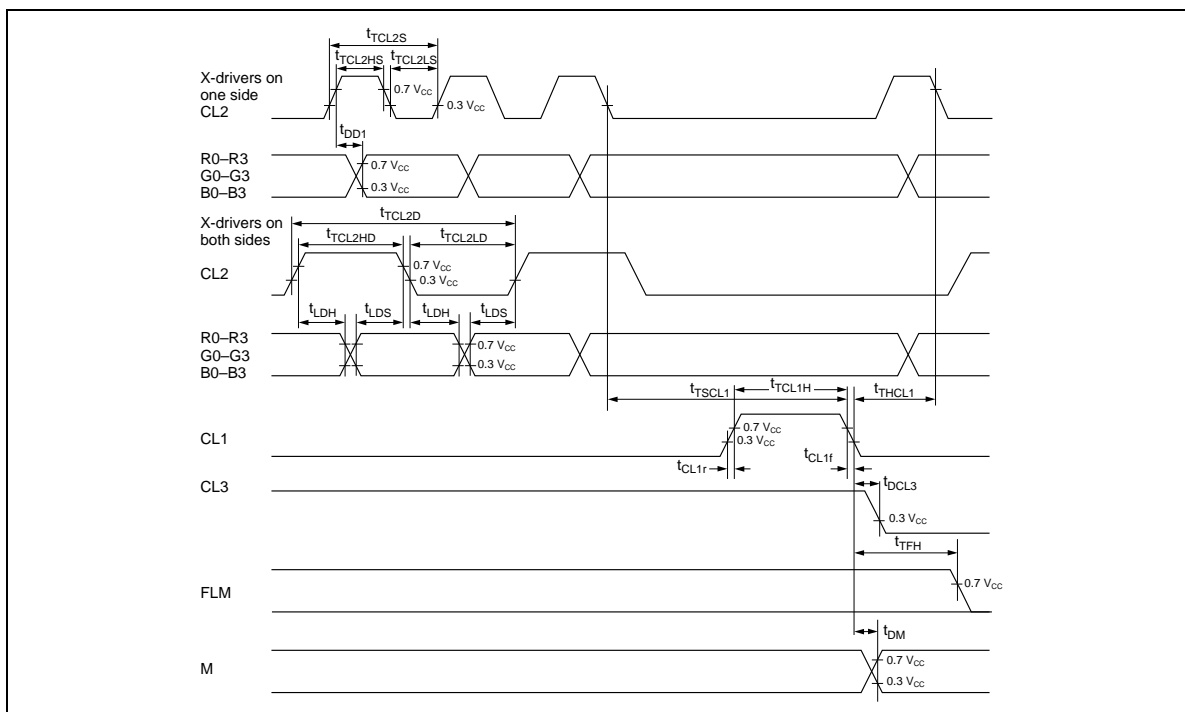 tTCL2S
tTCL2HS tTCL2LS
X-drivers on
one side
CL2
0.7 VCC
0.3 VCC
tDD1
R0–R3
G0–G3
B0–B3
0.7 VCC
0.3 VCC
X-drivers on
both sides
tTCL2D
tTCL2HD tTCL2LD
CL2
0.7 VCC
0.3 VCC
tLDH tLDS tLDH tLDS
R0–R3
G0–G3
B0–B3
0.7 VCC
0.3 VCC
tTSCL1 tTCL1H tTHCL1
CL1
0.7 VCC
0.3 VCC
tCL1r tCL1f
CL3
tDCL3
0.3 VCC
tTFH
FLM
0.7 VCC
tDM
M
0.7 VCC
0.3 VCC